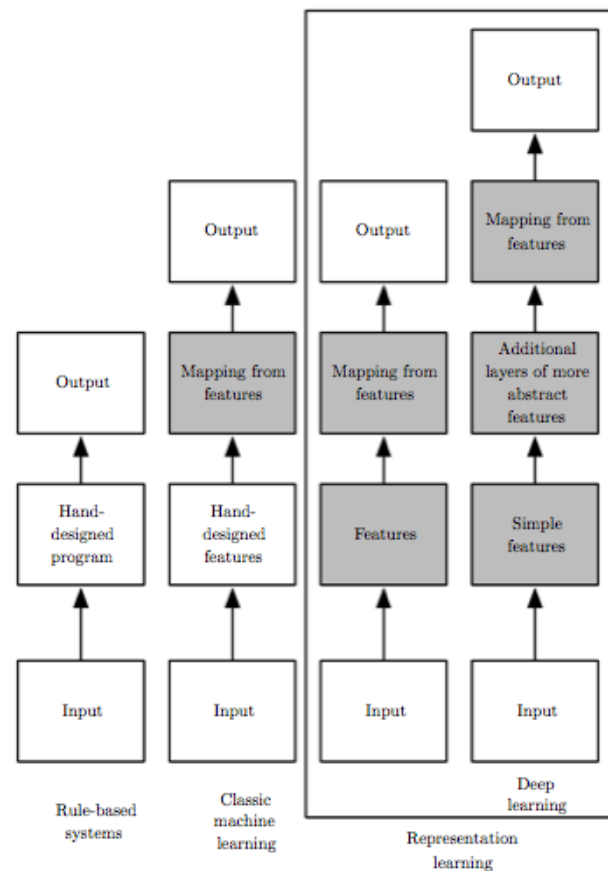 Output
Output
Output
Mapping from
features
Output
Mapping from
features
Mapping from
features
Additional
layers of more
abstract
features
Hand-
designed
program
Hand-
designed
features
Features
Simple
features
Input
Input
Input
Input
Rule-based
systems
Classic
machine
learning
Deep
learning
Representation
learning